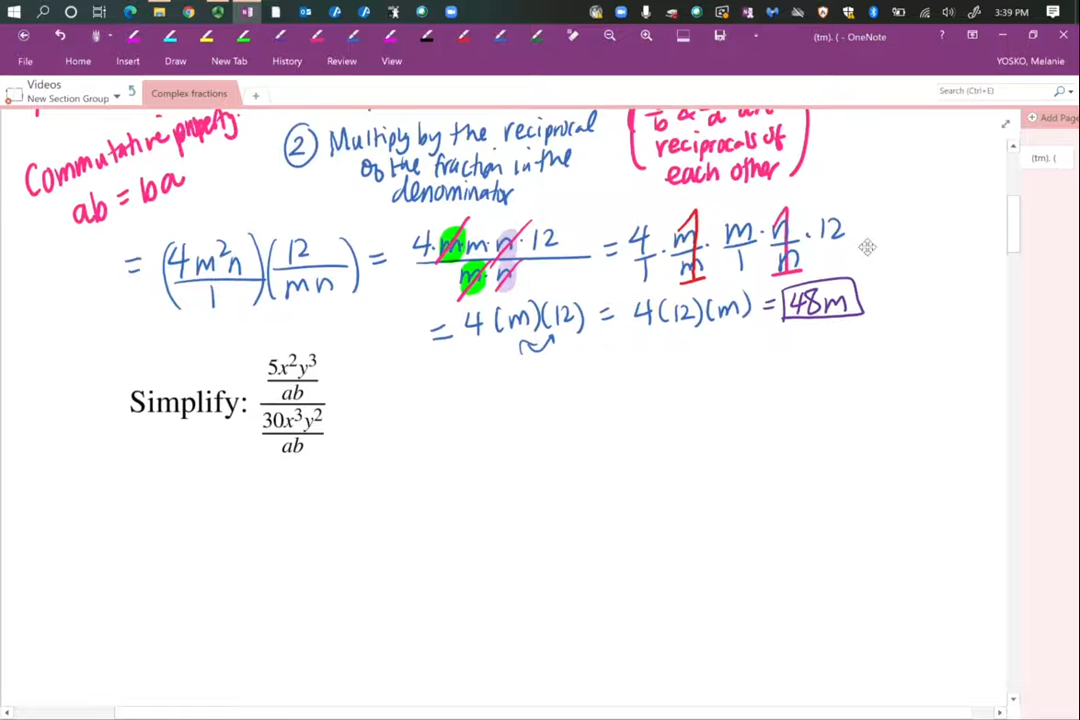 3:39 PM
(tm). ( - OneNote
File Home Insert Draw New Tab History Review View
YOSKO, Melanie
Videos
New Section Group
5
Complex fractions
+
Search (Ctrl+E)
Add Page
(tm). (
Commutative property:
ab = ba
② Multiply by the reciprocal
of the fraction in the
denominator
reciprocals of
each other
= (4m²n/1)(12/mn) = 4·m·m·n·12/m·n = 4/1 · m/m · m/1 · n/n · 12
= 4(m)(12) = 4(12)(m) = 48m
Simplify: (5x²y³/ab)/(30x³y²/ab)